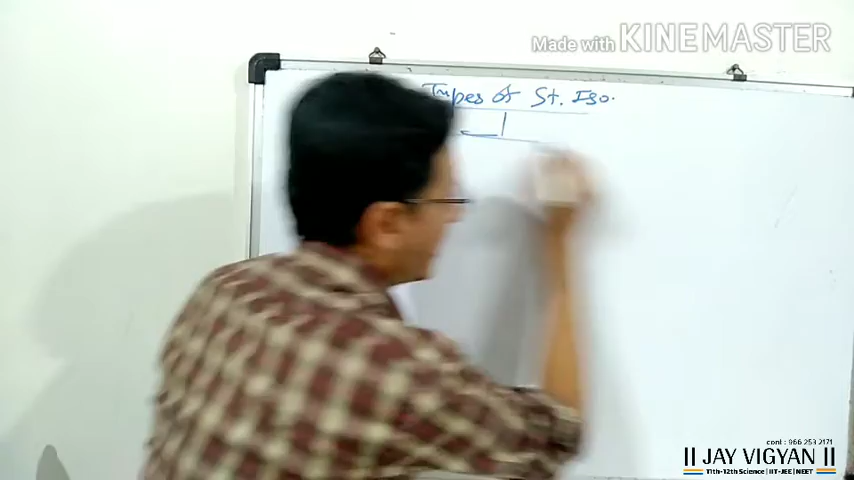 Made with KINEMASTER
Types of St. Iso.
cont : 966 253 2171
|| JAY VIGYAN ||
11th-12th Science | IIT-JEE | NEET